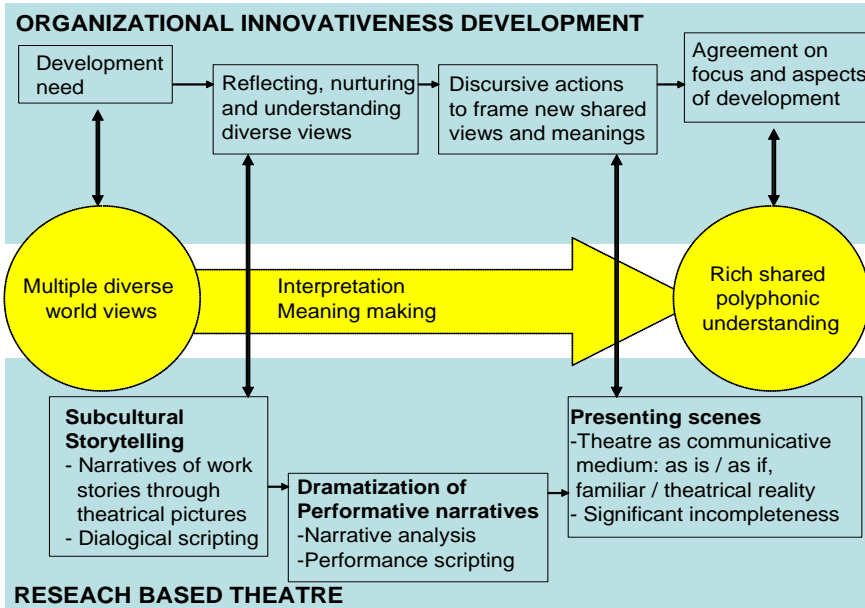 ORGANIZATIONAL INNOVATIVENESS DEVELOPMENT
Development
need
Reflecting, nurturing
and understanding
diverse views
Discursive actions
to frame new shared
views and meanings
Agreement on
focus and aspects
of development
Multiple diverse
world views
Interpretation
Meaning making
Rich shared
polyphonic
understanding
Subcultural
Storytelling
- Narratives of work
stories through
theatrical pictures
- Dialogical scripting
Dramatization of
Performative narratives
-Narrative analysis
-Performance scripting
Presenting scenes
-Theatre as communicative
medium: as is / as if,
familiar / theatrical reality
- Significant incompleteness
RESEACH BASED THEATRE